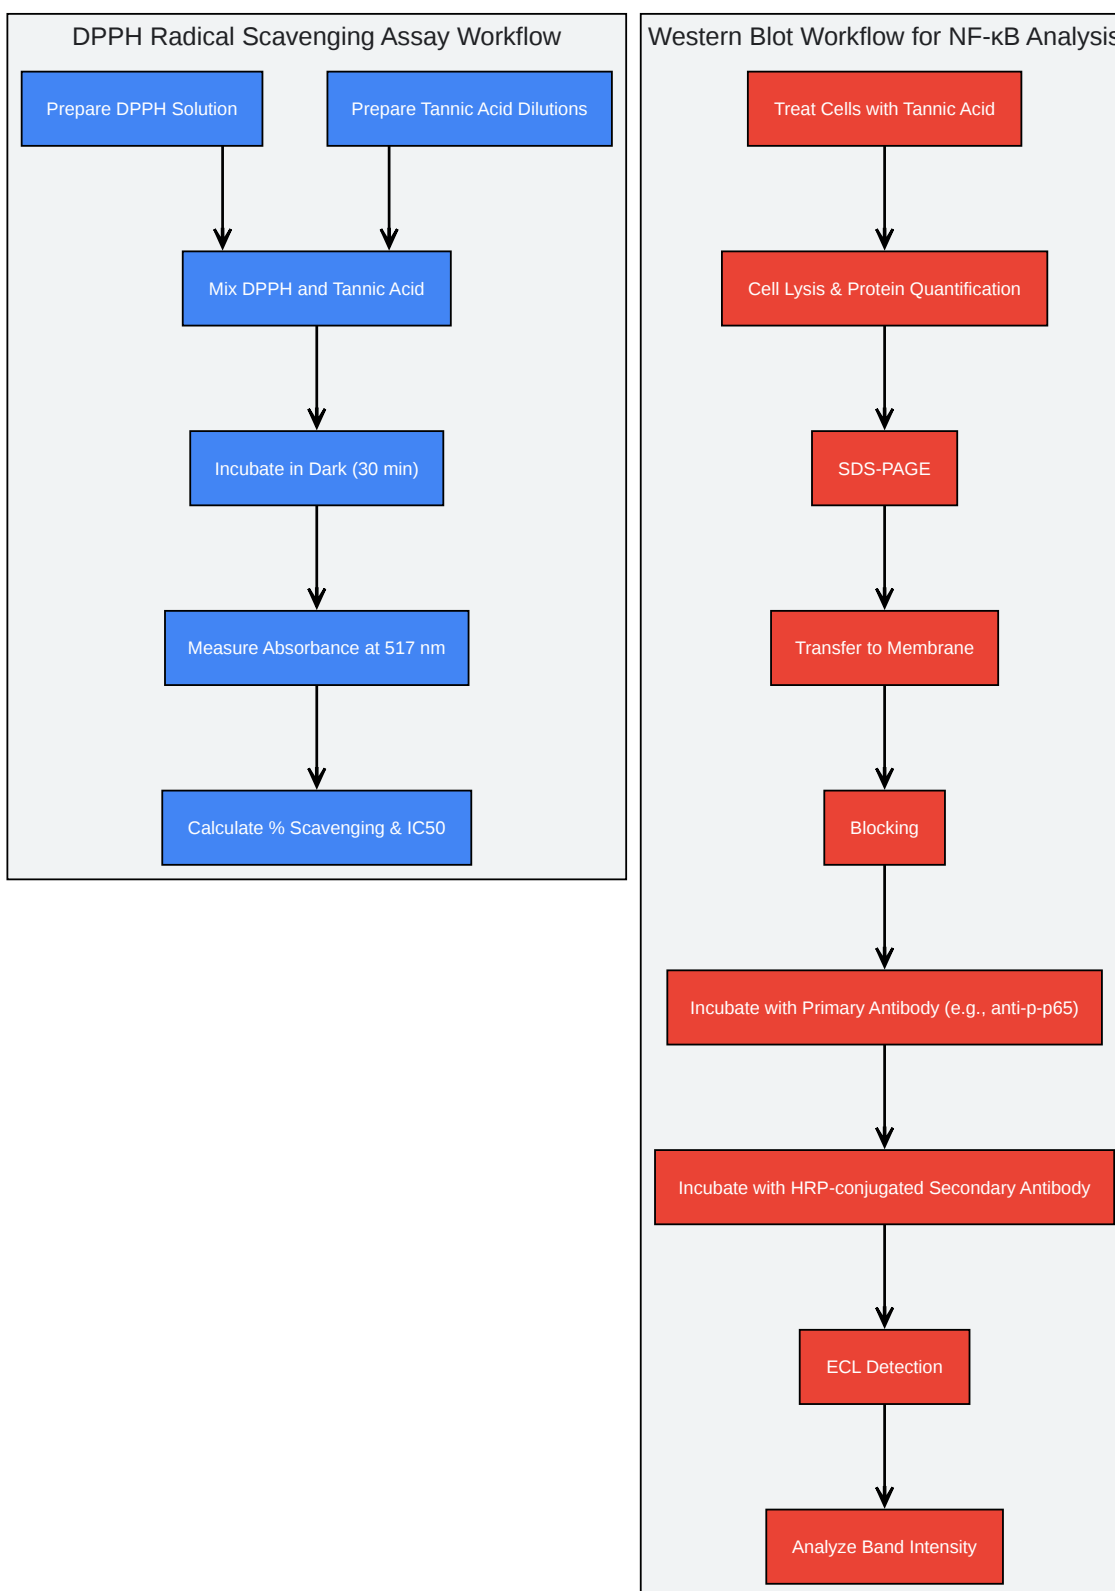 DPPH Radical Scavenging Assay Workflow
Prepare DPPH Solution
Prepare Tannic Acid Dilutions
Mix DPPH and Tannic Acid
Incubate in Dark (30 min)
Measure Absorbance at 517 nm
Calculate % Scavenging & IC50
Western Blot Workflow for NF-κB Analysis
Treat Cells with Tannic Acid
Cell Lysis & Protein Quantification
SDS-PAGE
Transfer to Membrane
Blocking
Incubate with Primary Antibody (e.g., anti-p-p65)
Incubate with HRP-conjugated Secondary Antibody
ECL Detection
Analyze Band Intensity